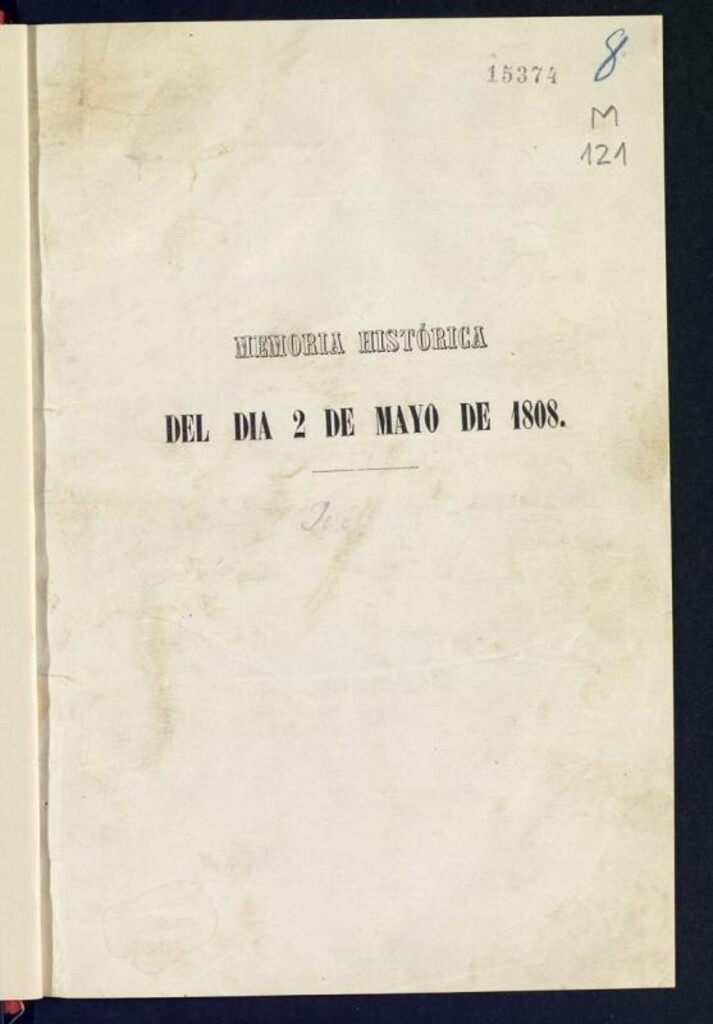 15374 8
M
121
MEMORIA HISTÓRICA
DEL DIA 2 DE MAYO DE 1808.